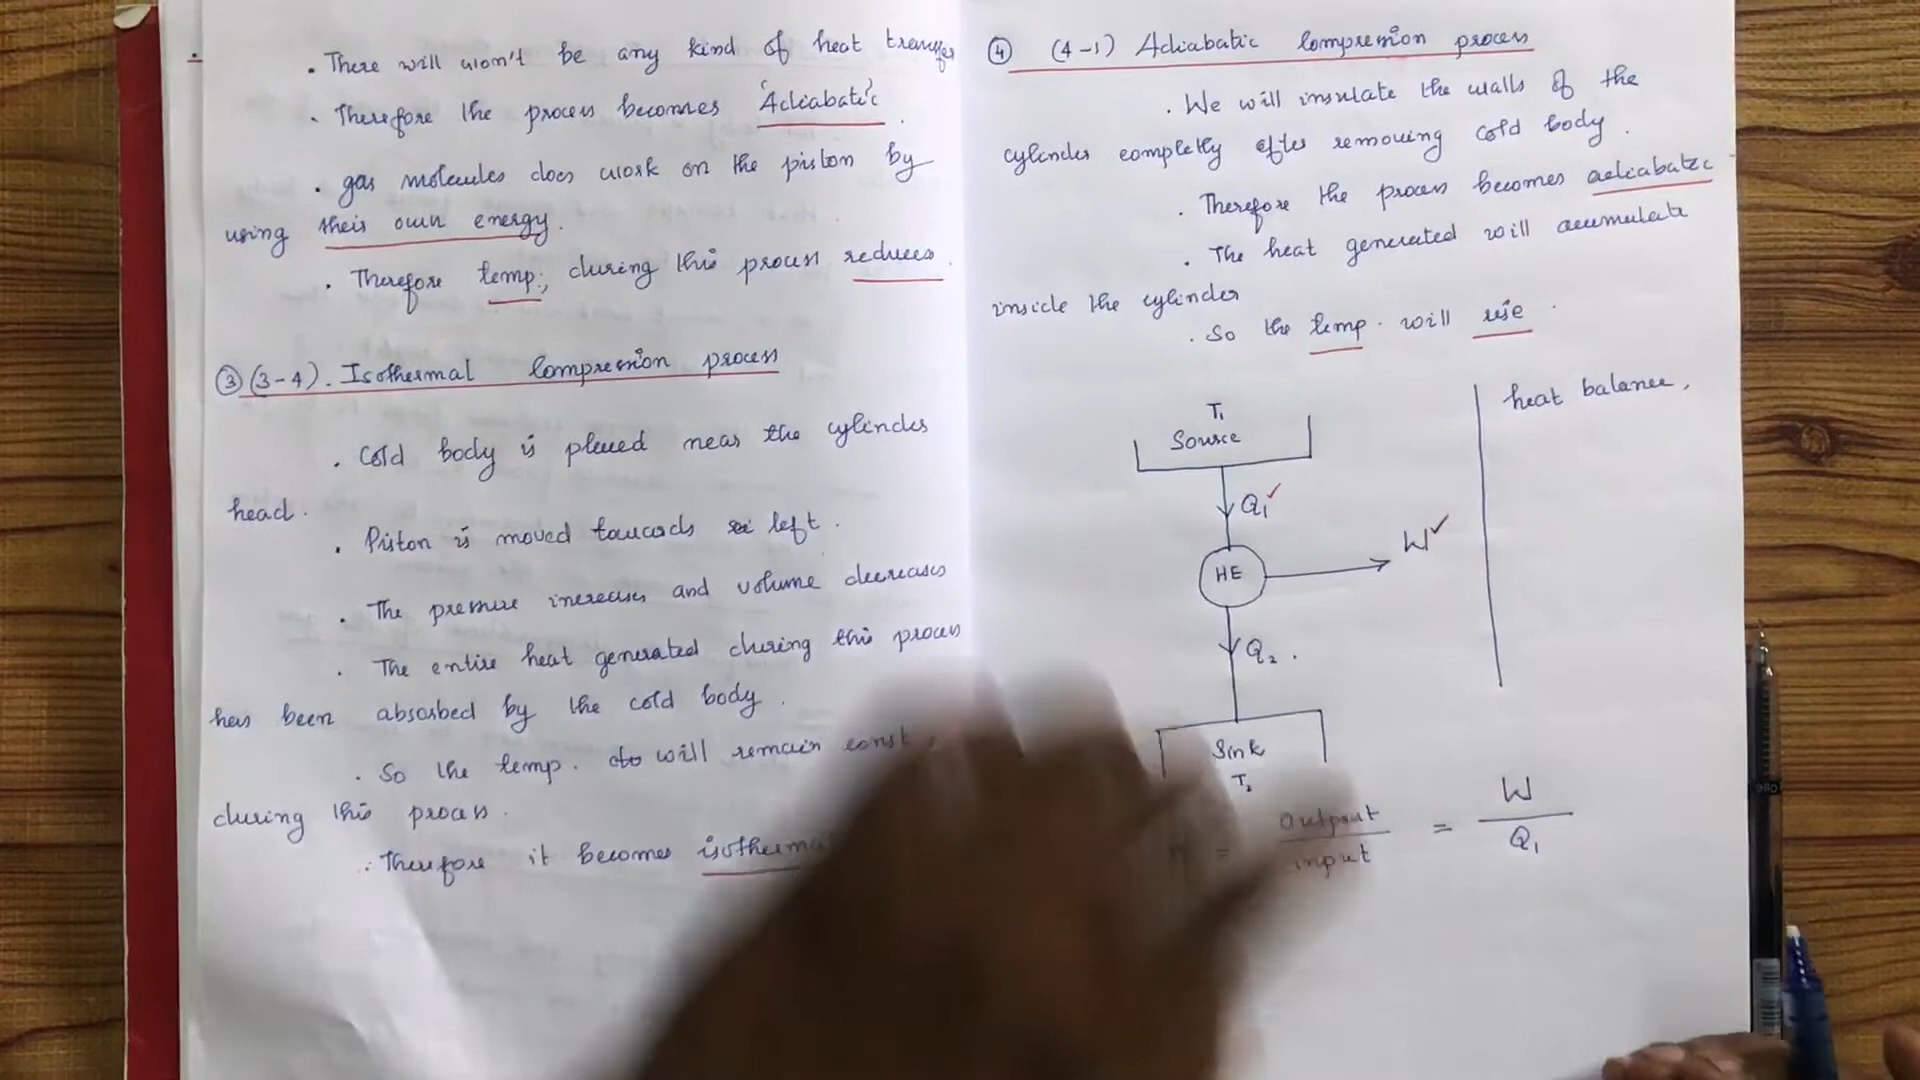 . There will won't be any kind of heat transfer
. Therefore the process becomes 'Adiabatic'.
. gas molecules does work on the piston by
using their own energy.
. Therefore temp., during this process reduces.
③ (3-4). Isothermal Compression process
. Cold body is placed near the cylinder
head.
. Piston is moved towards left.
. The pressure increases and volume decreases
. The entire heat generated during this process
has been absorbed by the cold body.
. So the temp. will remain const.
during this process.
. Therefore it becomes isothermal
④ (4-1) Adiabatic Compression process
. We will insulate the walls of the
cylinder completly after removing cold body.
. Therefore the process becomes adiabatic
. The heat generated will accumulate
inside the cylinder
. So the temp. will rise.
T₁
Source
Q₁ ✓
HE
W ✓
Q₂.
Sink
T₂
heat balance,
η = output / input = W / Q₁